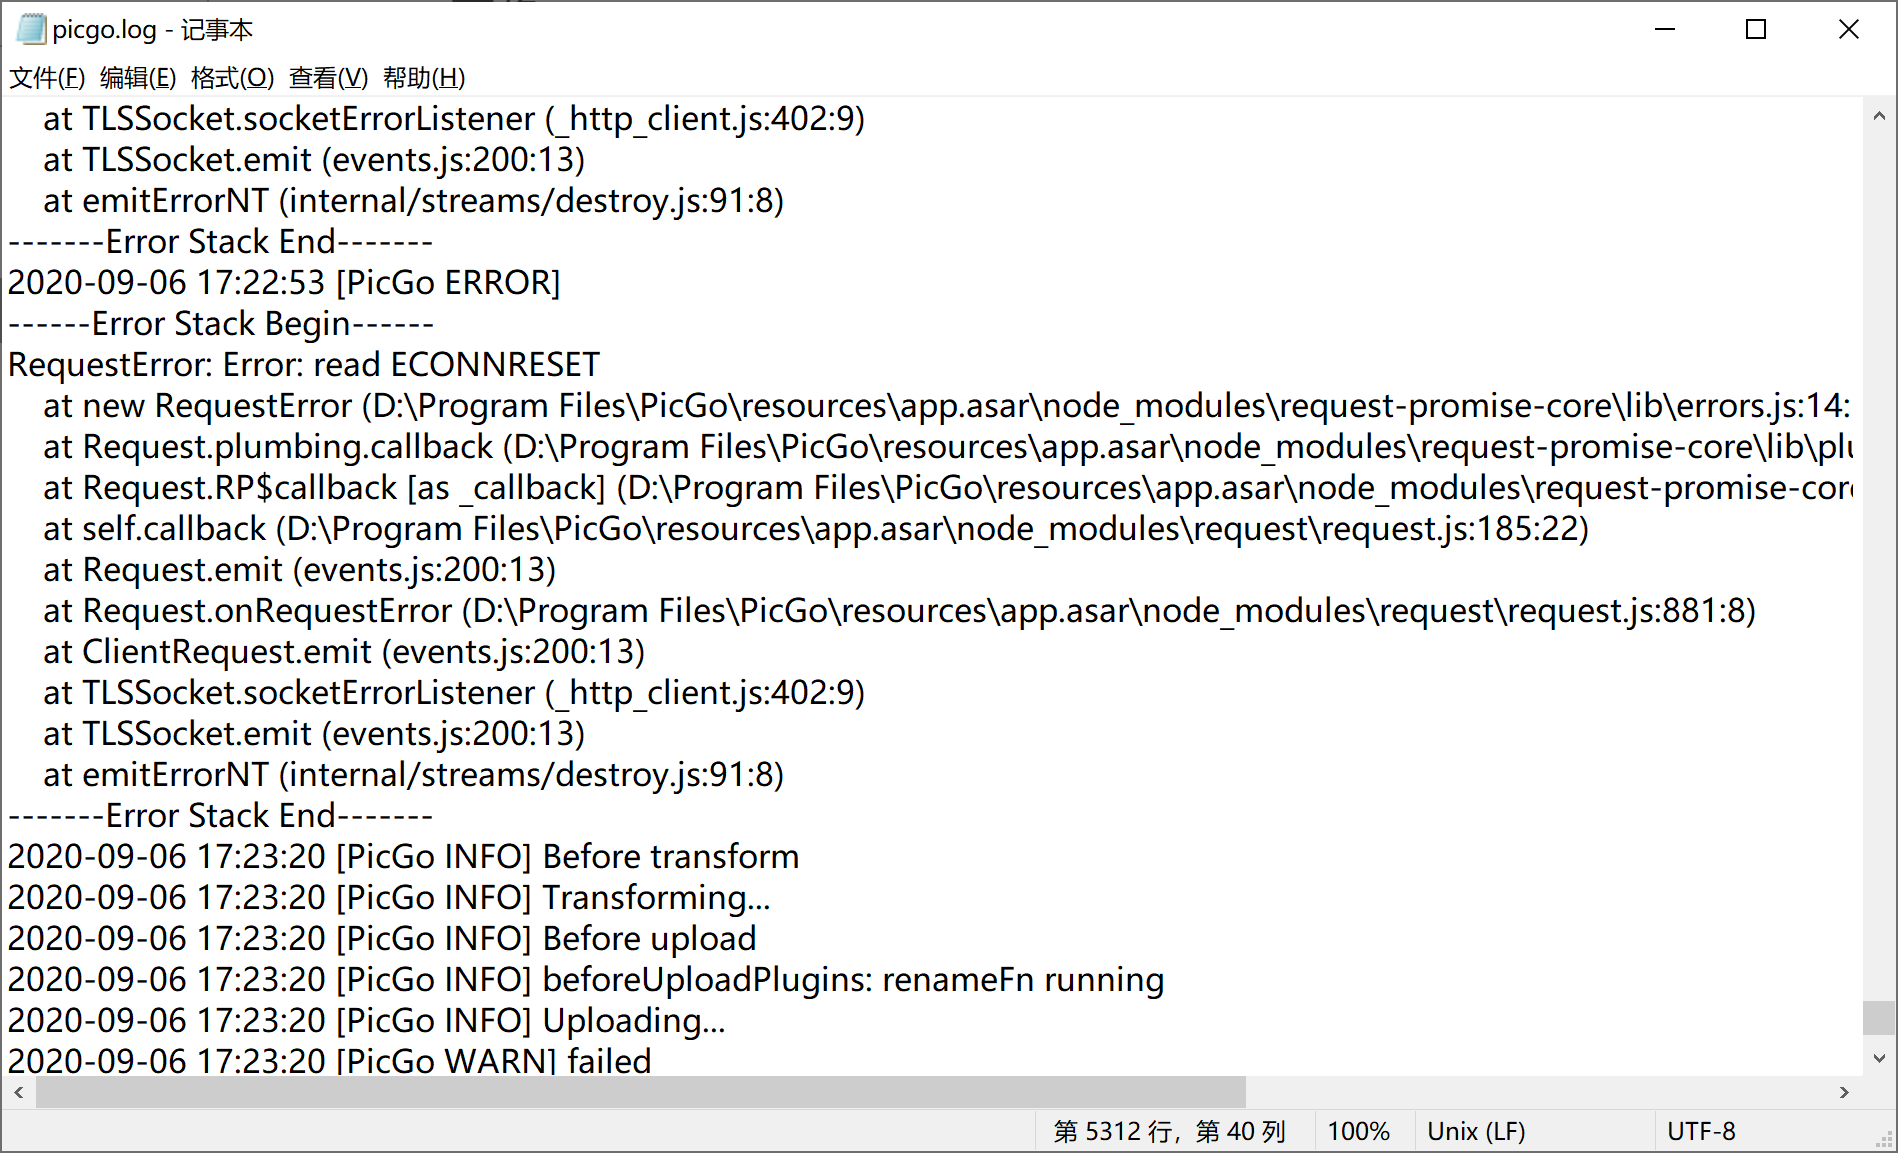 picgo.log - 记事本
文件(F) 编辑(E) 格式(O) 查看(V) 帮助(H)
at TLSSocket.socketErrorListener (_http_client.js:402:9)
at TLSSocket.emit (events.js:200:13)
at emitErrorNT (internal/streams/destroy.js:91:8)
-------Error Stack End-------
2020-09-06 17:22:53 [PicGo ERROR]
------Error Stack Begin------
RequestError: Error: read ECONNRESET
at new RequestError (D:\Program Files\PicGo\resources\app.asar\node_modules\request-promise-core\lib\errors.js:14:
at Request.plumbing.callback (D:\Program Files\PicGo\resources\app.asar\node_modules\request-promise-core\lib\plu
at Request.RP$callback [as _callback] (D:\Program Files\PicGo\resources\app.asar\node_modules\request-promise-core
at self.callback (D:\Program Files\PicGo\resources\app.asar\node_modules\request\request.js:185:22)
at Request.emit (events.js:200:13)
at Request.onRequestError (D:\Program Files\PicGo\resources\app.asar\node_modules\request\request.js:881:8)
at ClientRequest.emit (events.js:200:13)
at TLSSocket.socketErrorListener (_http_client.js:402:9)
at TLSSocket.emit (events.js:200:13)
at emitErrorNT (internal/streams/destroy.js:91:8)
-------Error Stack End-------
2020-09-06 17:23:20 [PicGo INFO] Before transform
2020-09-06 17:23:20 [PicGo INFO] Transforming...
2020-09-06 17:23:20 [PicGo INFO] Before upload
2020-09-06 17:23:20 [PicGo INFO] beforeUploadPlugins: renameFn running
2020-09-06 17:23:20 [PicGo INFO] Uploading...
2020-09-06 17:23:20 [PicGo WARN] failed
第 5312 行，第 40 列 100% Unix (LF) UTF-8